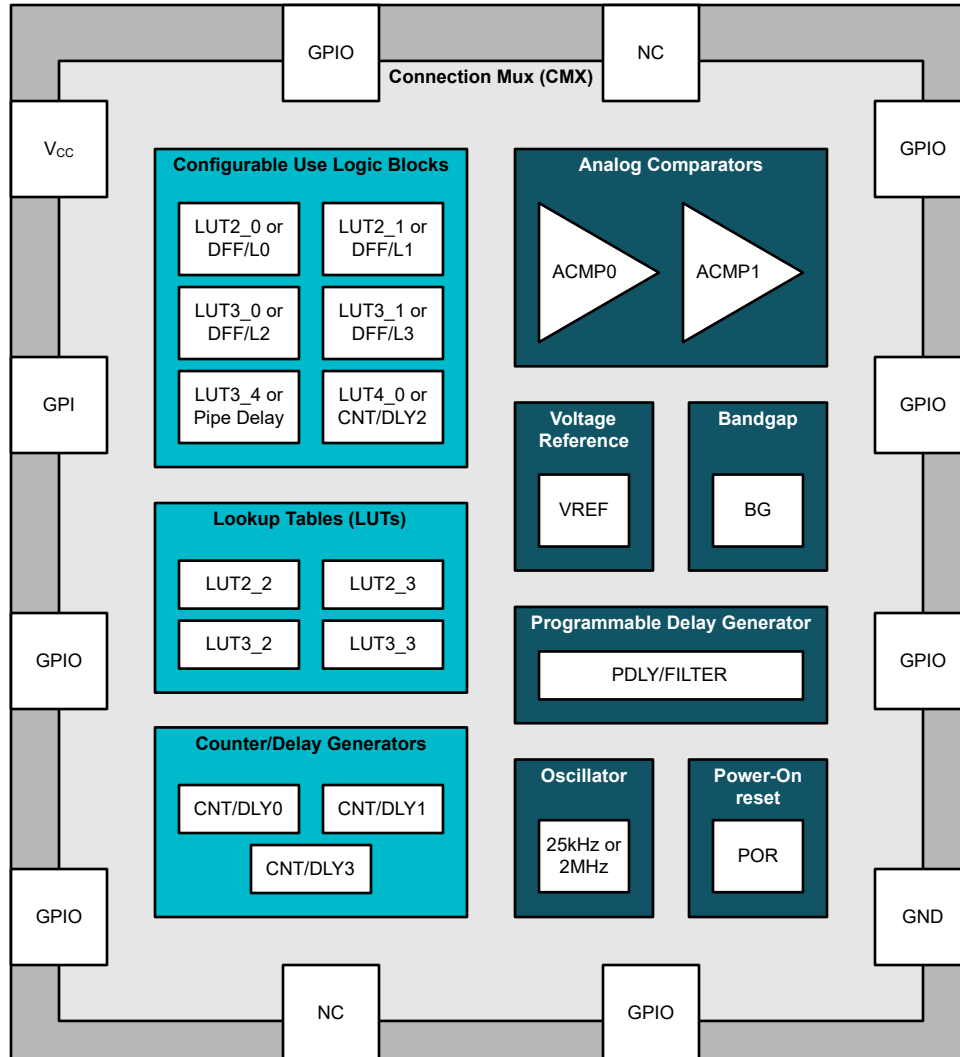 GPIO
NC
Connection Mux (CMX)
VCC
GPIO
Configurable Use Logic Blocks
LUT2_0 or
DFF/L0
LUT2_1 or
DFF/L1
LUT3_0 or
DFF/L2
LUT3_1 or
DFF/L3
LUT3_4 or
Pipe Delay
LUT4_0 or
CNT/DLY2
Analog Comparators
ACMP0
ACMP1
GPI
GPIO
Voltage
Reference
VREF
Bandgap
BG
Lookup Tables (LUTs)
LUT2_2
LUT2_3
LUT3_2
LUT3_3
Programmable Delay Generator
PDLY/FILTER
GPIO
GPIO
Counter/Delay Generators
CNT/DLY0
CNT/DLY1
CNT/DLY3
Oscillator
25kHz or
2MHz
Power-On
reset
POR
GPIO
GND
NC
GPIO